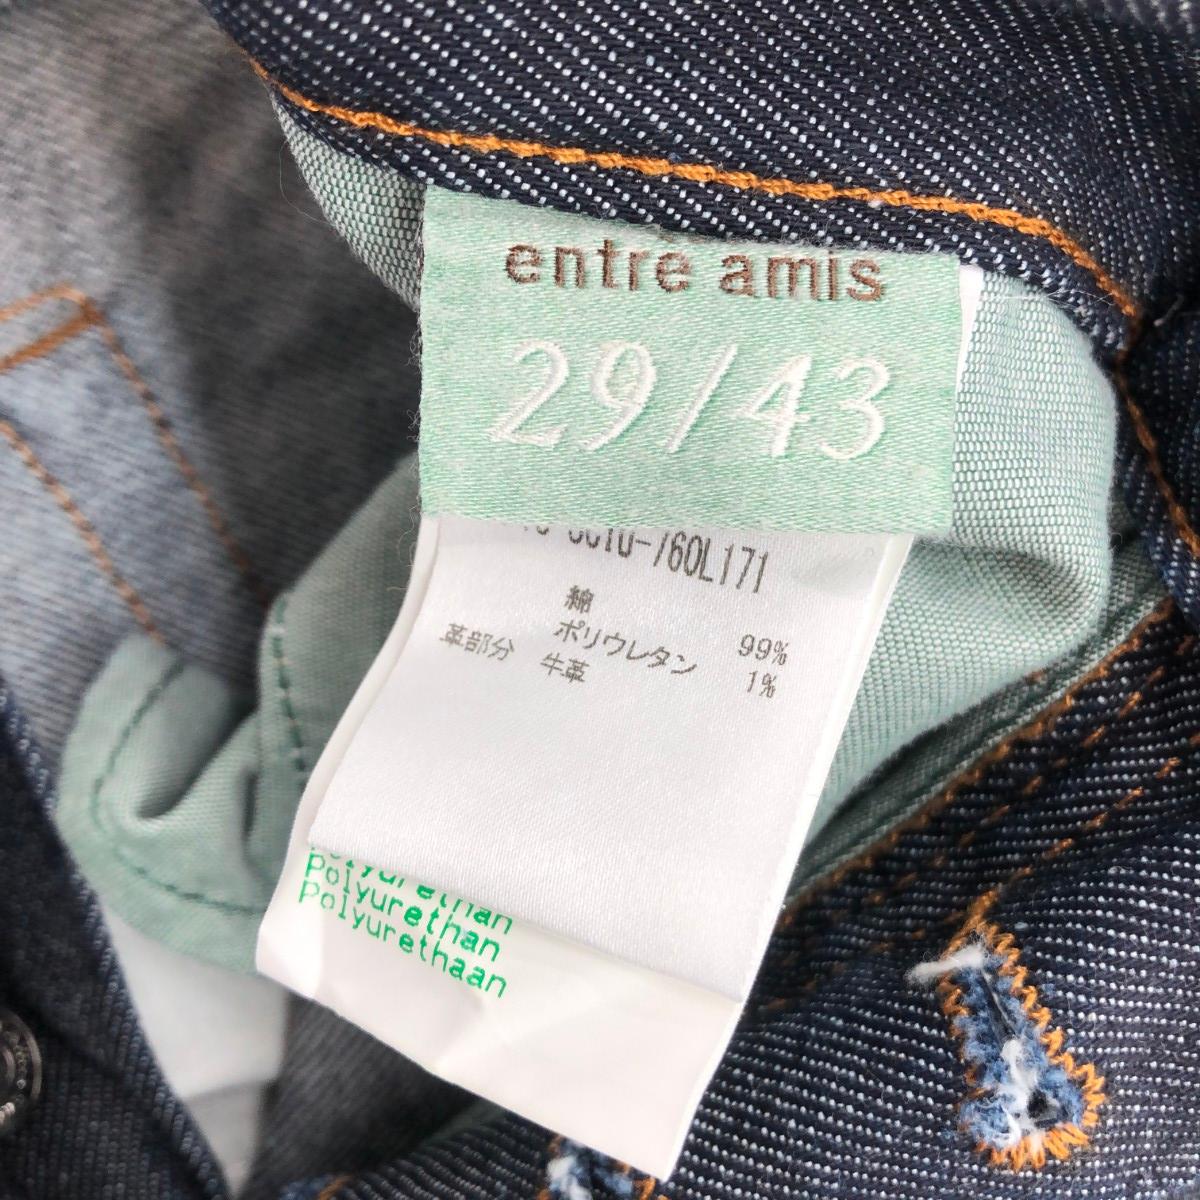 entre amis
29/43
-760L171
綿 99%
ポリウレタン 1%
革部分 牛革
Polyurethan
Polyurethan
Polyurethaan